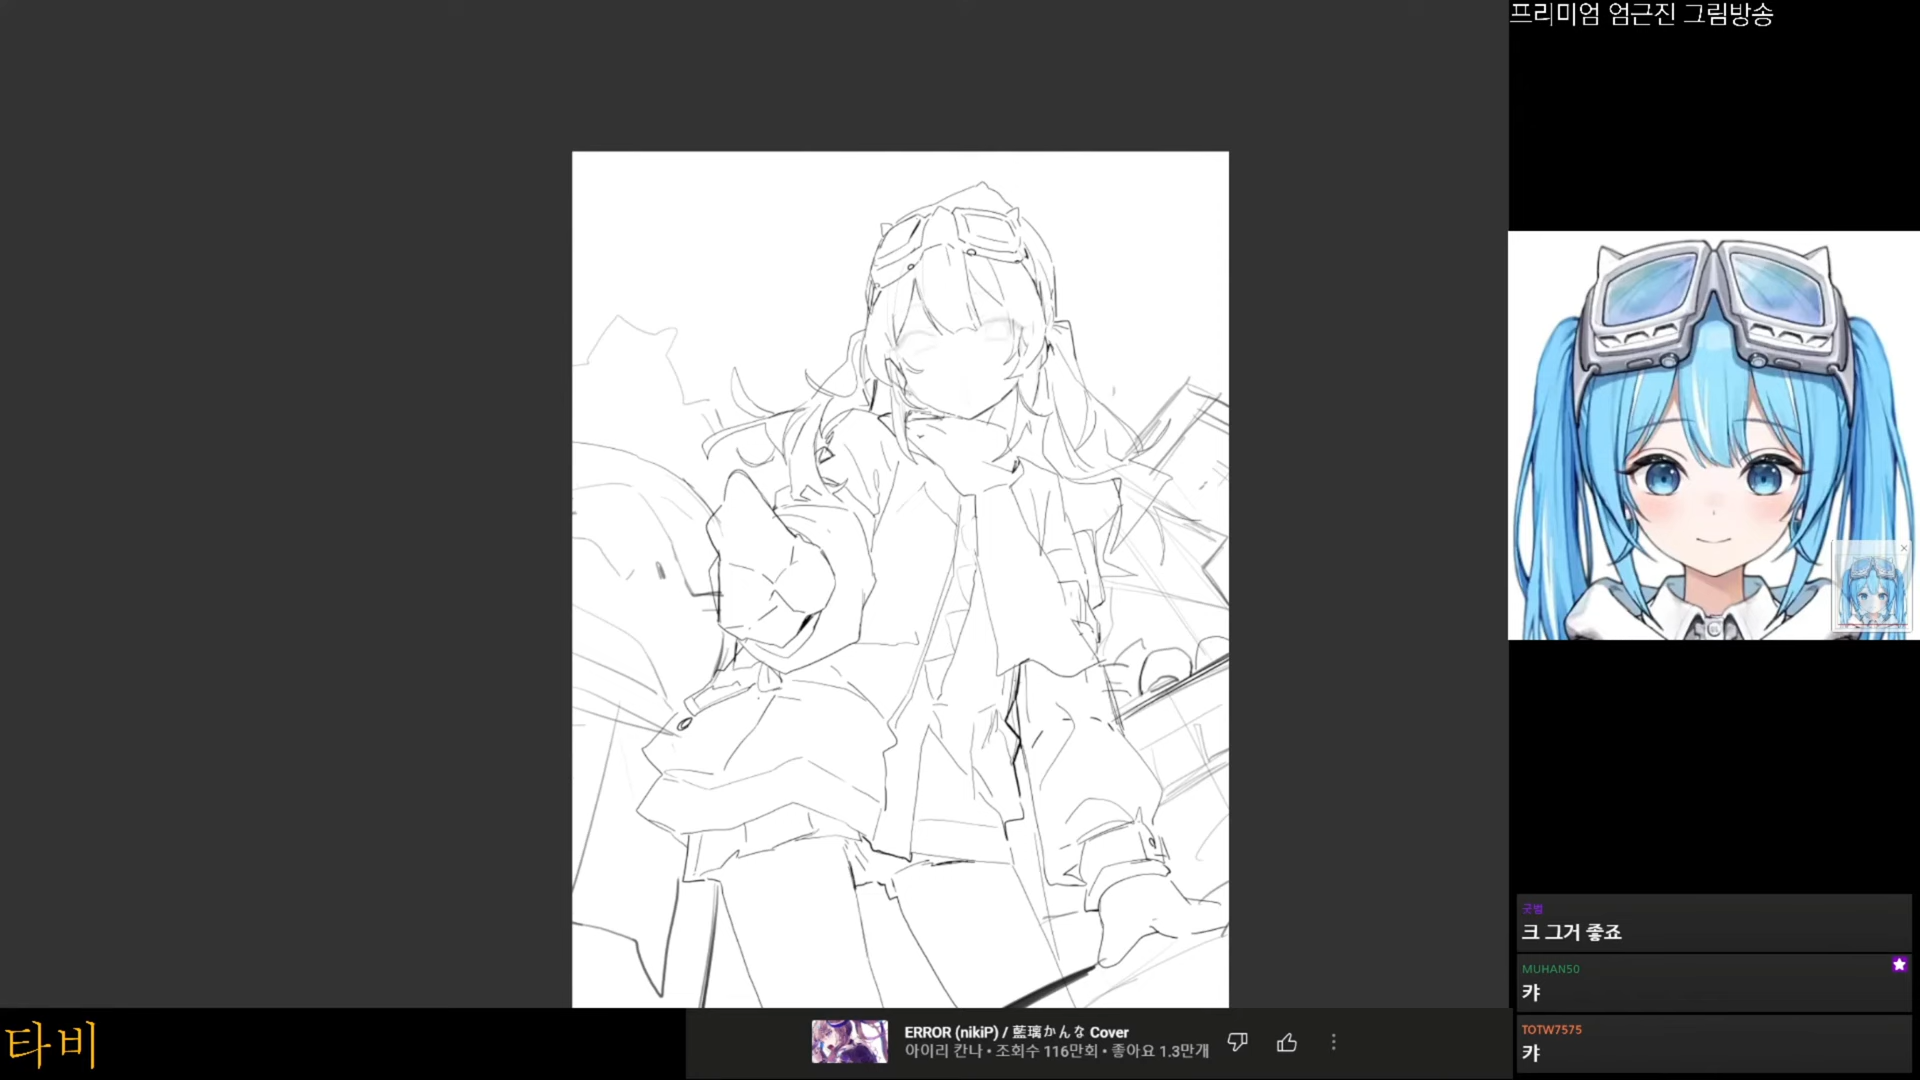 프리미엄 엄근진 그림방송
굿범
크 그거 좋죠
MUHAN50
캬
TOTW7575
캬
타비
ERROR (nikiP) / 藍璃かんな Cover
아이리 칸나 • 조회수 116만회 • 좋아요 1.3만개